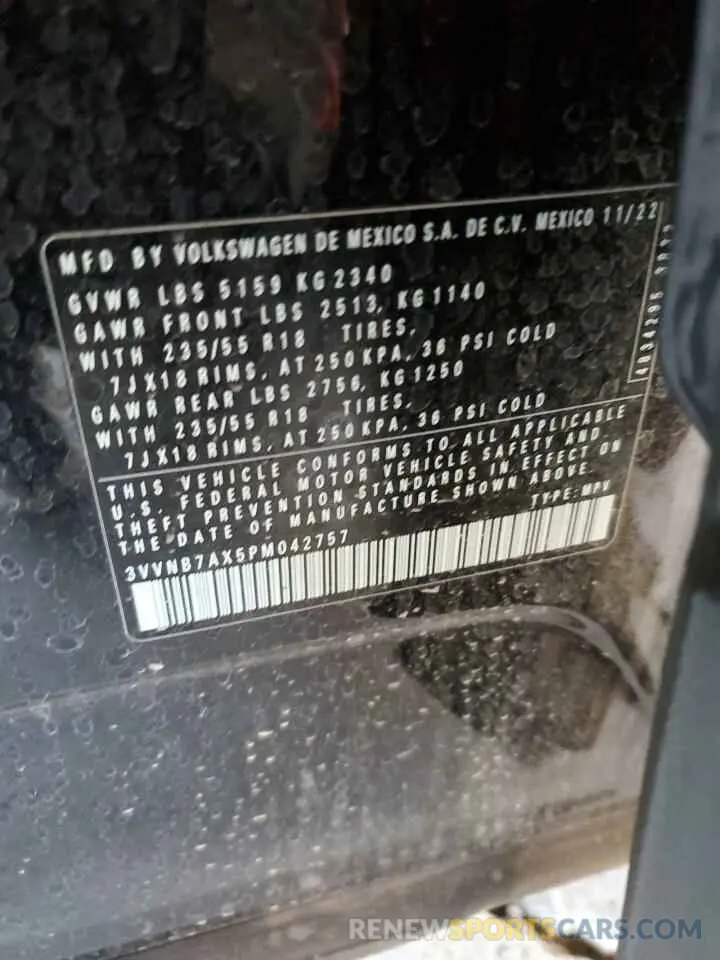 MFD BY VOLKSWAGEN DE MEXICO S.A. DE C.V. MEXICO 11/22
GVWR LBS 5159 KG 2340
GAWR FRONT LBS 2513, KG 1140
WITH 235/55 R18 TIRES,
7JX18 RIMS, AT 250 KPA, 36 PSI COLD
GAWR REAR LBS 2756, KG 1250
WITH 235/55 R18 TIRES,
7JX18 RIMS, AT 250 KPA, 36 PSI COLD
THIS VEHICLE CONFORMS TO ALL APPLICABLE
U.S. FEDERAL MOTOR VEHICLE SAFETY AND
THEFT PREVENTION STANDARDS IN EFFECT ON
THE DATE OF MANUFACTURE SHOWN ABOVE.
3VVNB7AX5PM042757 TYPE: MPV
RENEWSPORTSCARS.COM